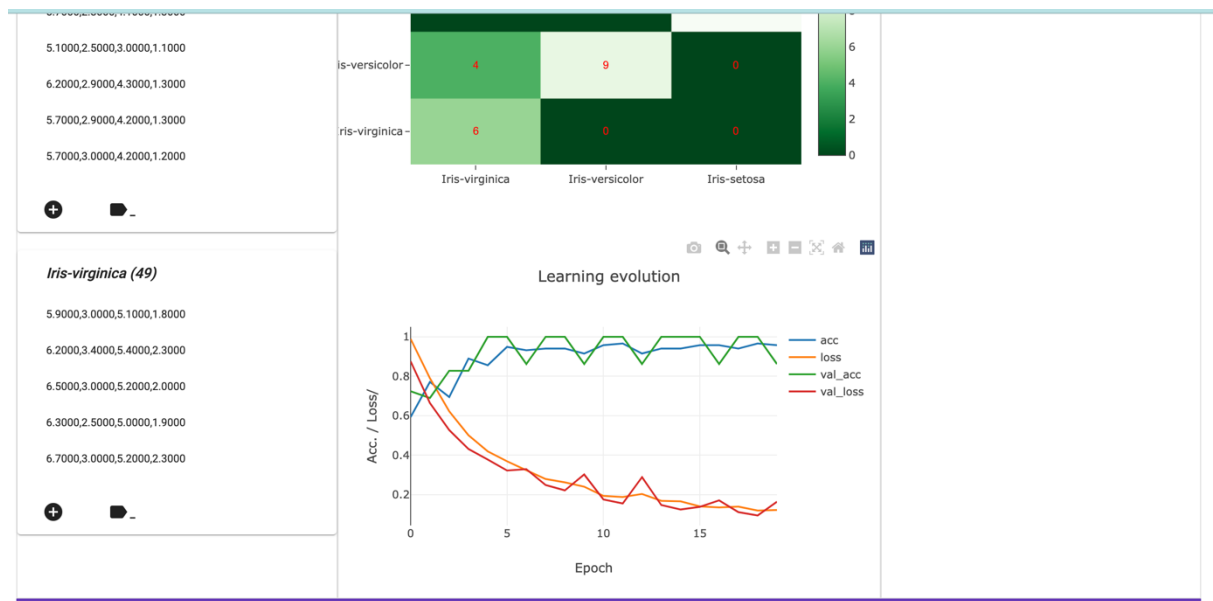 5.1000,2.5000,3.0000,1.1000
6.2000,2.9000,4.3000,1.3000
5.7000,2.9000,4.2000,1.3000
5.7000,3.0000,4.2000,1.2000
Iris-virginica (49)
5.9000,3.0000,5.1000,1.8000
6.2000,3.4000,5.4000,2.3000
6.5000,3.0000,5.2000,2.0000
6.3000,2.5000,5.0000,1.9000
6.7000,3.0000,5.2000,2.3000
is-versicolor
4 9 0
ris-virginica
6 0 0
Iris-virginica Iris-versicolor Iris-setosa
6
4
2
0
Learning evolution
Acc. / Loss/
1
0.8
0.6
0.4
0.2
0 5 10 15
Epoch
acc
loss
val_acc
val_loss